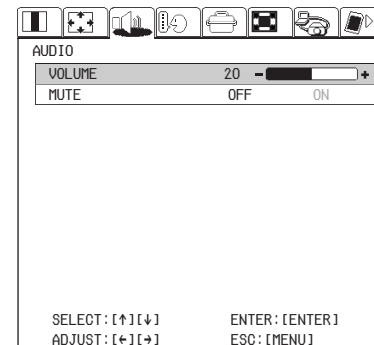 AUDIO
VOLUME 20 - +
MUTE OFF ON
SELECT:[↑][↓] ENTER:[ENTER]
ADJUST:[←][→] ESC:[MENU]